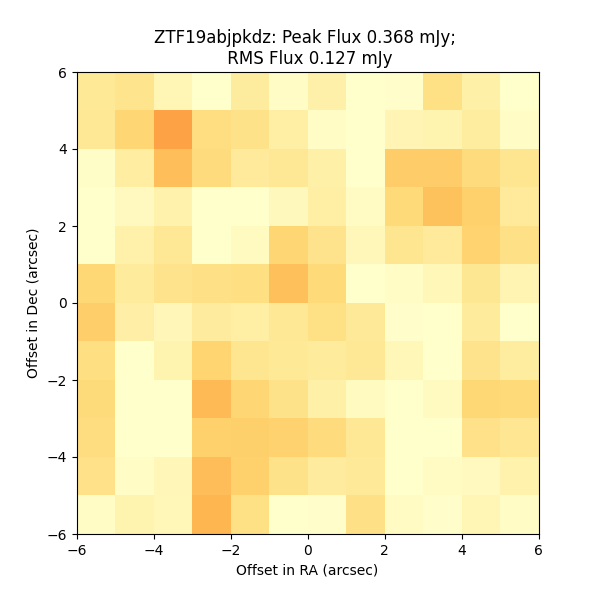 ZTF19abjpkdz: Peak Flux 0.368 mJy;
RMS Flux 0.127 mJy
6
4
2
0
−2
−4
−6
Offset in Dec (arcsec)
−6 −4 −2 0 2 4 6
Offset in RA (arcsec)